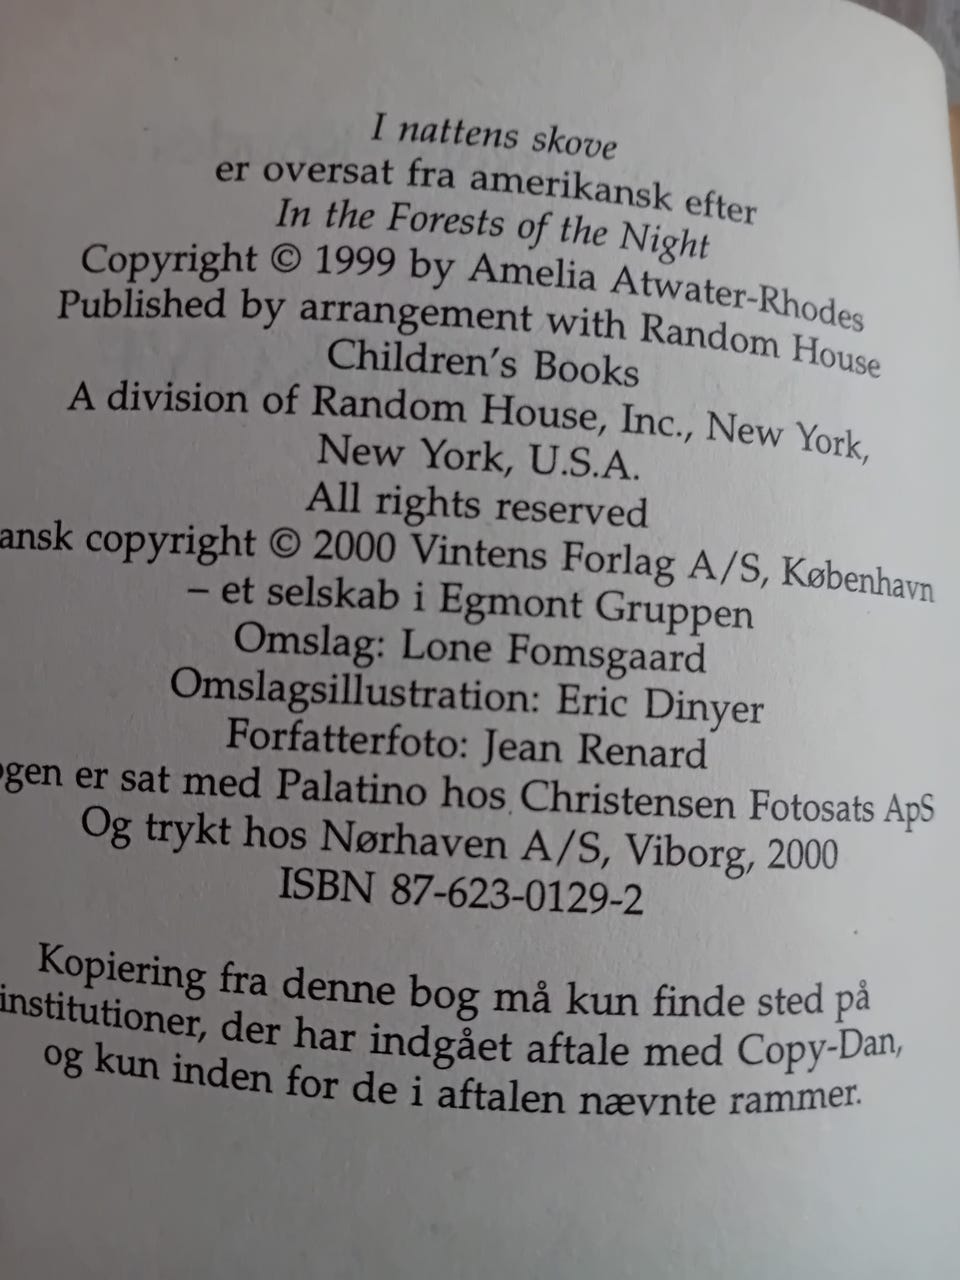 I nattens skove
er oversat fra amerikansk efter
In the Forests of the Night
Copyright © 1999 by Amelia Atwater-Rhodes
Published by arrangement with Random House
Children's Books
A division of Random House, Inc., New York,
New York, U.S.A.
All rights reserved
ansk copyright © 2000 Vintens Forlag A/S, København
– et selskab i Egmont Gruppen
Omslag: Lone Fomsgaard
Omslagsillustration: Eric Dinyer
Forfatterfoto: Jean Renard
ogen er sat med Palatino hos Christensen Fotosats ApS
Og trykt hos Nørhaven A/S, Viborg, 2000
ISBN 87-623-0129-2
Kopiering fra denne bog må kun finde sted på
institutioner, der har indgået aftale med Copy-Dan,
og kun inden for de i aftalen nævnte rammer.